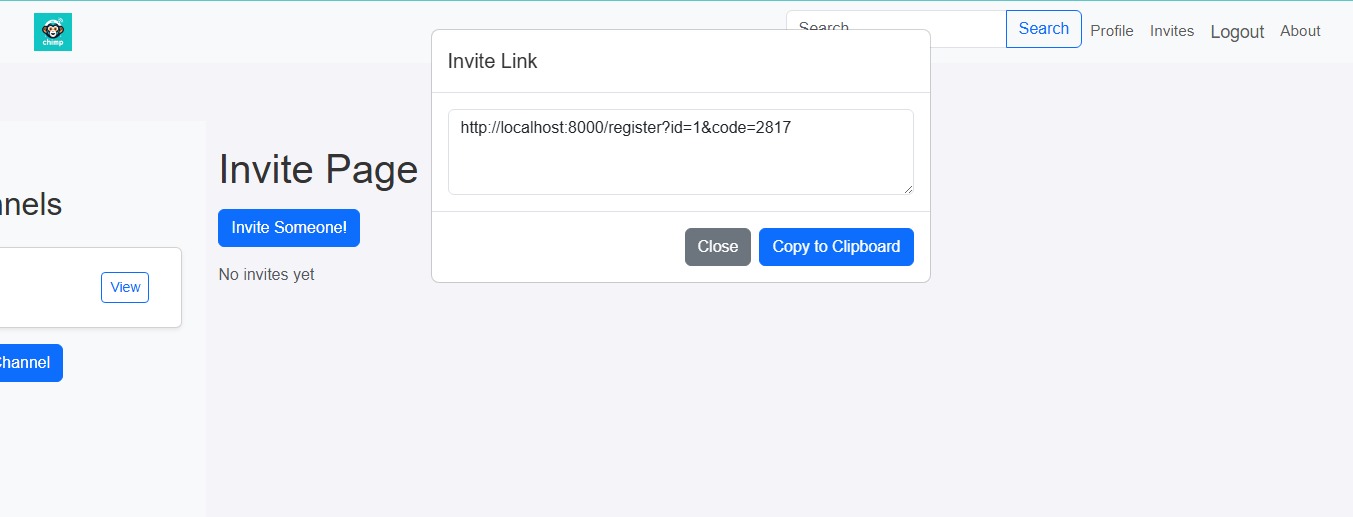 chimp
Search
Search
Profile
Invites
Logout
About
Invite Link
http://localhost:8000/register?id=1&code=2817
Close
Copy to Clipboard
Invite Page
Invite Someone!
No invites yet
nnels
View
Channel